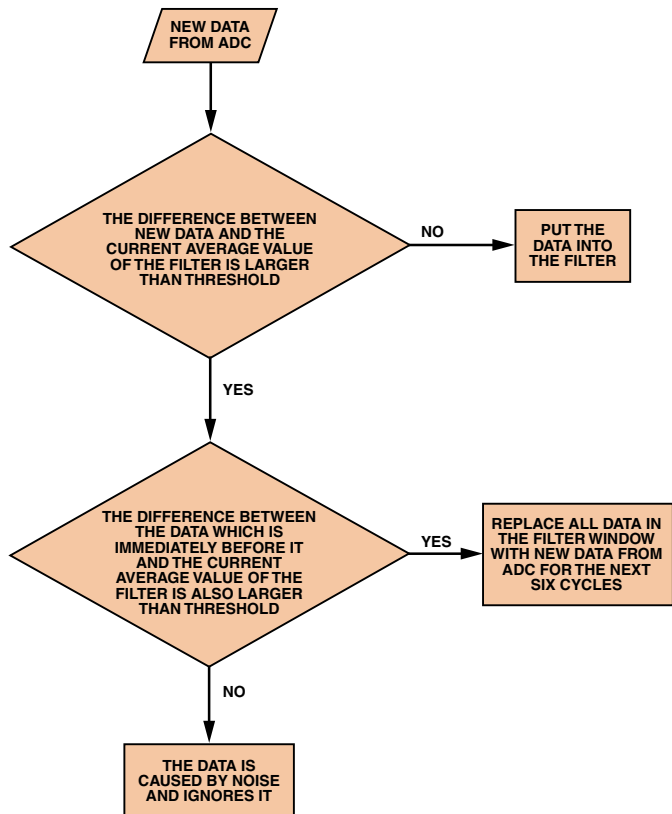 NEW DATA
FROM ADC
THE DIFFERENCE BETWEEN
NEW DATA AND THE
CURRENT AVERAGE VALUE
OF THE FILTER IS LARGER
THAN THRESHOLD
NO
PUT THE
DATA INTO
THE FILTER
YES
THE DIFFERENCE BETWEEN
THE DATA WHICH IS
IMMEDIATELY BEFORE IT
AND THE CURRENT
AVERAGE VALUE OF THE
FILTER IS ALSO LARGER
THAN THRESHOLD
YES
REPLACE ALL DATA IN
THE FILTER WINDOW
WITH NEW DATA FROM
ADC FOR THE NEXT
SIX CYCLES
NO
THE DATA IS
CAUSED BY NOISE
AND IGNORES IT